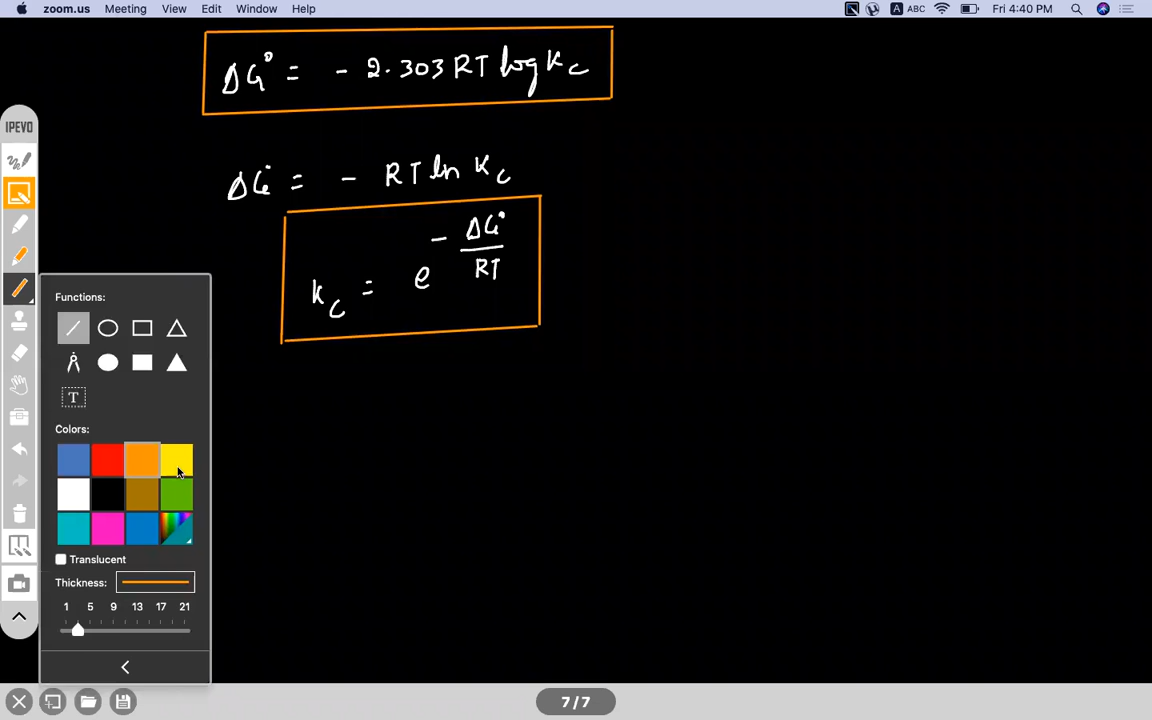 zoom.us Meeting View Edit Window Help A ABC Fri 4:40 PM
ΔG° = - 2.303 RT log Kc
IPEVO
ΔG° = - RT ln Kc
Kc = e^(-ΔG°/RT)
Functions:
T
Colors:
Translucent
Thickness:
1 5 9 13 17 21
7/7